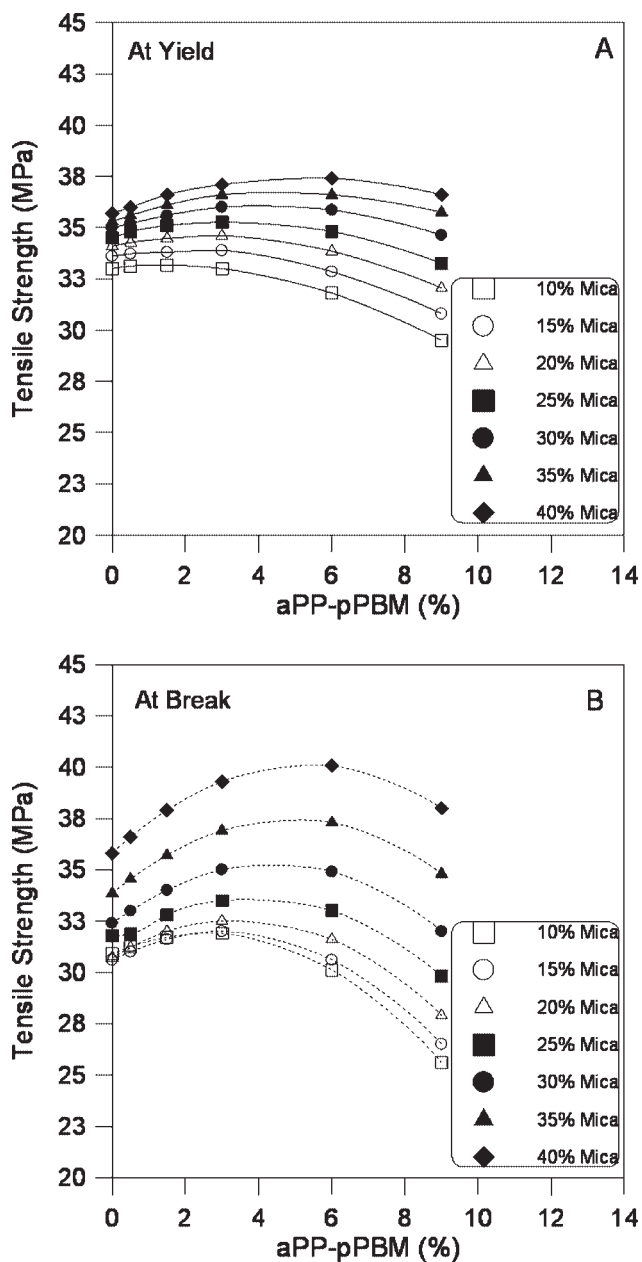 At Yield
A
45
43
40
38
35
33
30
28
25
23
20
Tensile Strength (MPa)
0 2 4 6 8 10 12 14
aPP-pPBM (%)
10% Mica
15% Mica
20% Mica
25% Mica
30% Mica
35% Mica
40% Mica
At Break
B
45
43
40
38
35
33
30
28
25
23
20
Tensile Strength (MPa)
0 2 4 6 8 10 12 14
aPP-pPBM (%)
10% Mica
15% Mica
20% Mica
25% Mica
30% Mica
35% Mica
40% Mica